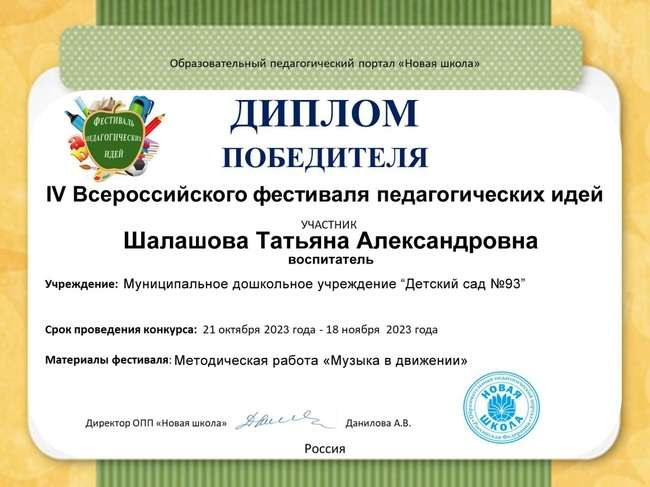 Образовательный педагогический портал «Новая школа»
ФЕСТИВАЛЬ
ПЕДАГОГИЧЕСКИХ
ИДЕЙ
ДИПЛОМ
ПОБЕДИТЕЛЯ
IV Всероссийского фестиваля педагогических идей
УЧАСТНИК
Шалашова Татьяна Александровна
воспитатель
Учреждение: Муниципальное дошкольное учреждение “Детский сад №93”
Срок проведения конкурса: 21 октября 2023 года - 18 ноября 2023 года
Материалы фестиваля: Методическая работа «Музыка в движении»
Директор ОПП «Новая школа» Данилова А.В.
НОВАЯ
ШКОЛА
Россия